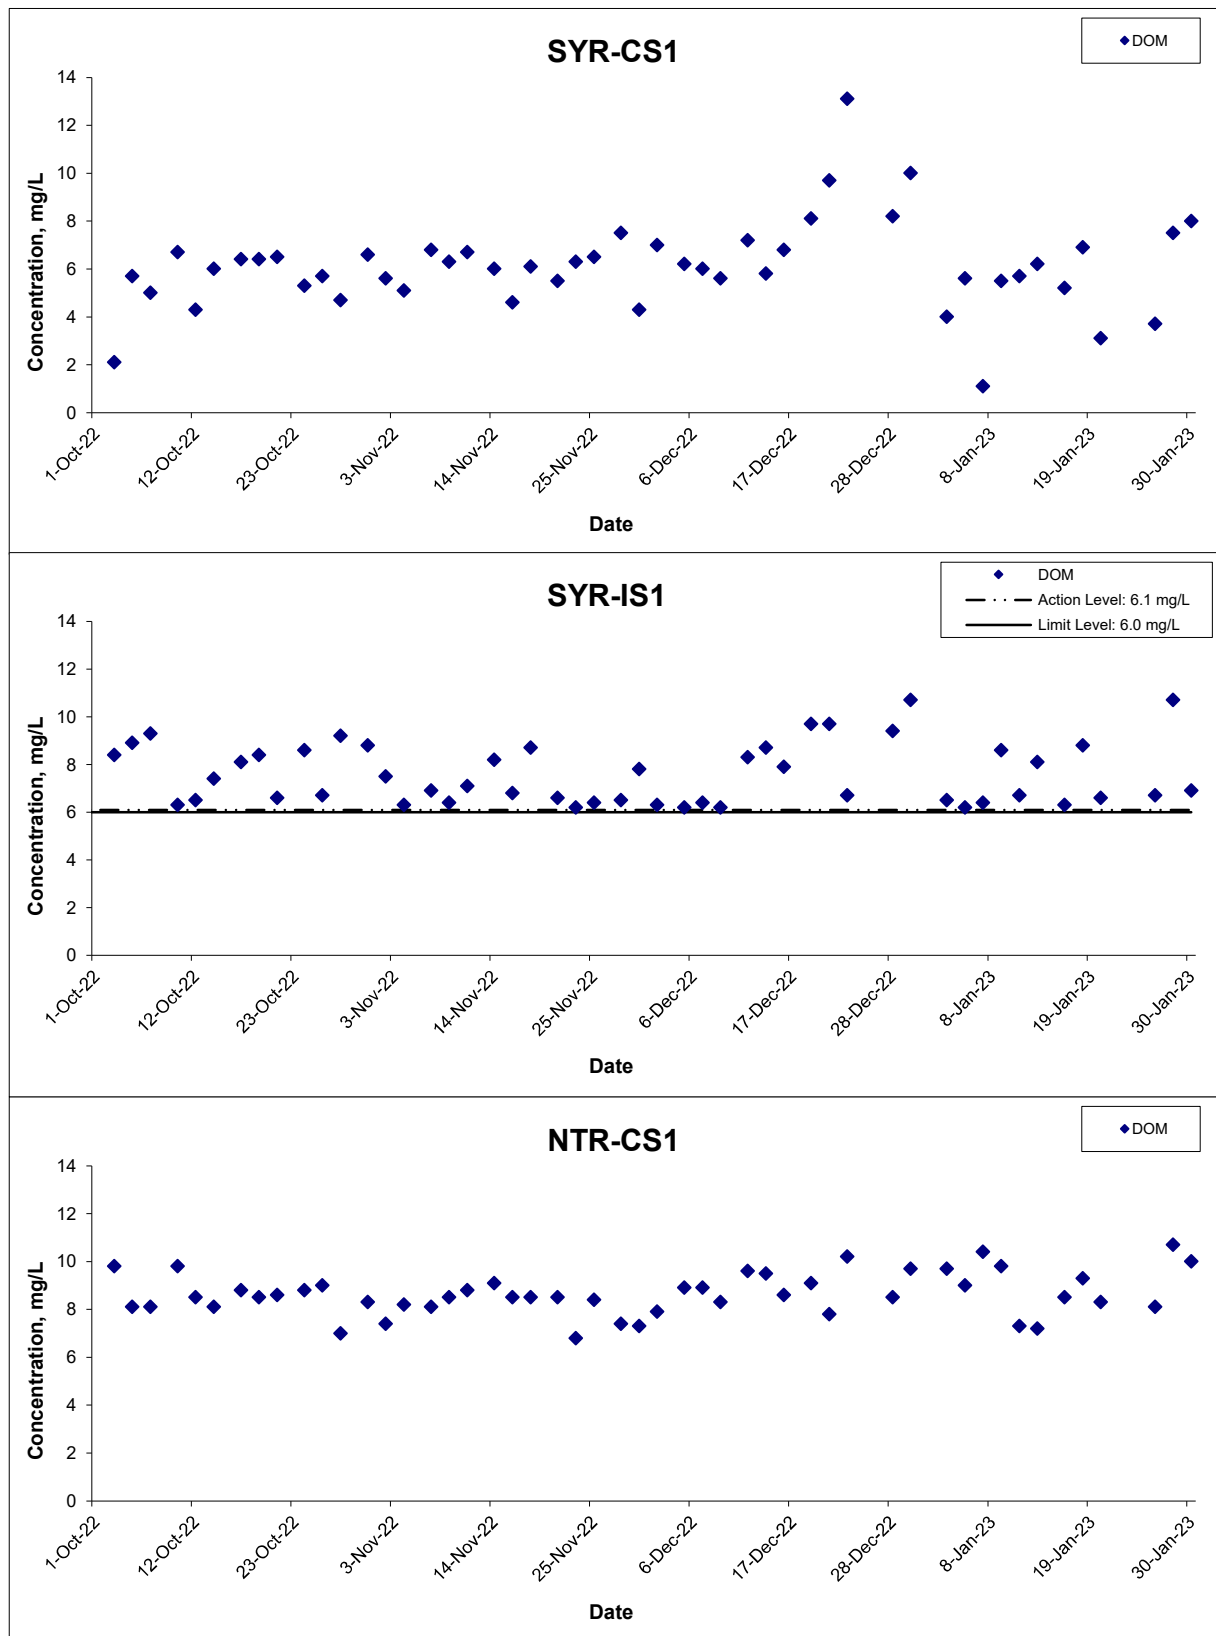 SYR-CS1
DOM
Concentration, mg/L
14
12
10
8
6
4
2
0
1-Oct-22
12-Oct-22
23-Oct-22
3-Nov-22
14-Nov-22
25-Nov-22
6-Dec-22
17-Dec-22
28-Dec-22
8-Jan-23
19-Jan-23
30-Jan-23
Date
SYR-IS1
DOM
Action Level: 6.1 mg/L
Limit Level: 6.0 mg/L
Concentration, mg/L
14
12
10
8
6
4
2
0
1-Oct-22
12-Oct-22
23-Oct-22
3-Nov-22
14-Nov-22
25-Nov-22
6-Dec-22
17-Dec-22
28-Dec-22
8-Jan-23
19-Jan-23
30-Jan-23
Date
NTR-CS1
DOM
Concentration, mg/L
14
12
10
8
6
4
2
0
1-Oct-22
12-Oct-22
23-Oct-22
3-Nov-22
14-Nov-22
25-Nov-22
6-Dec-22
17-Dec-22
28-Dec-22
8-Jan-23
19-Jan-23
30-Jan-23
Date